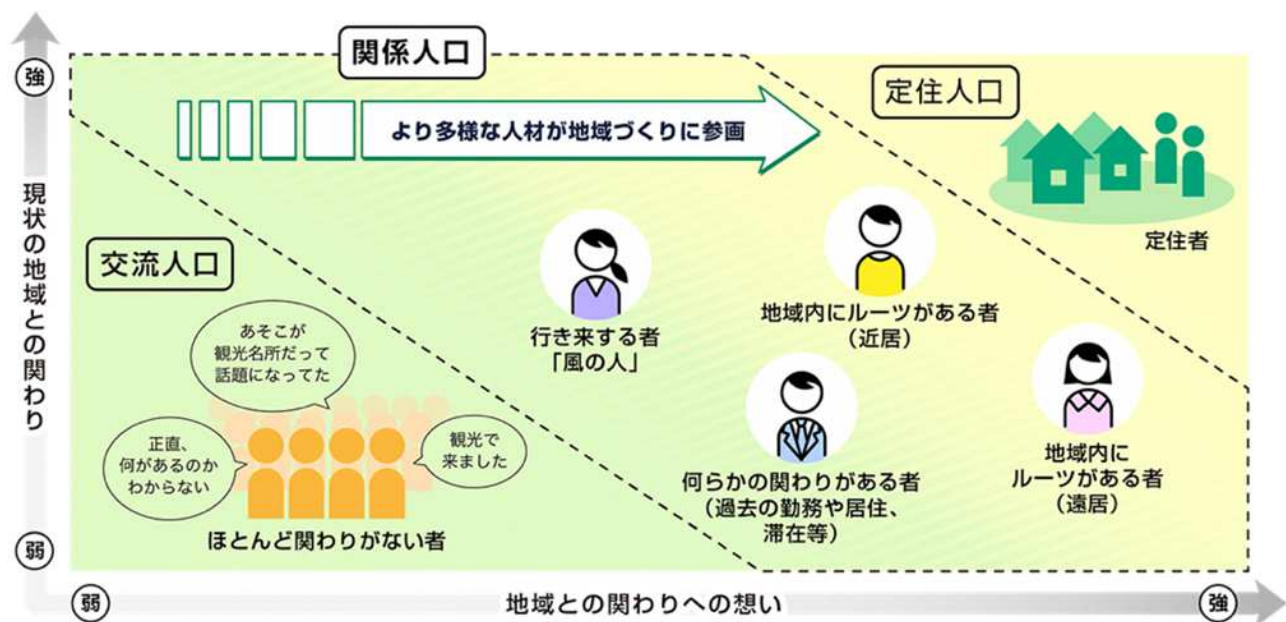 関係人口
強
定住人口
より多様な人材が地域づくりに参画
現状の地域との関わり
定住者
交流人口
あそこが
観光名所だって
話題になってた
行き来する者
「風の人」
地域内にルーツがある者
（近居）
正直、
何があるのか
わからない
観光で
来ました
何らかの関わりがある者
（過去の勤務や居住、
滞在等）
地域内に
ルーツがある者
（遠居）
ほとんど関わりがない者
弱
弱
地域との関わりへの想い
強